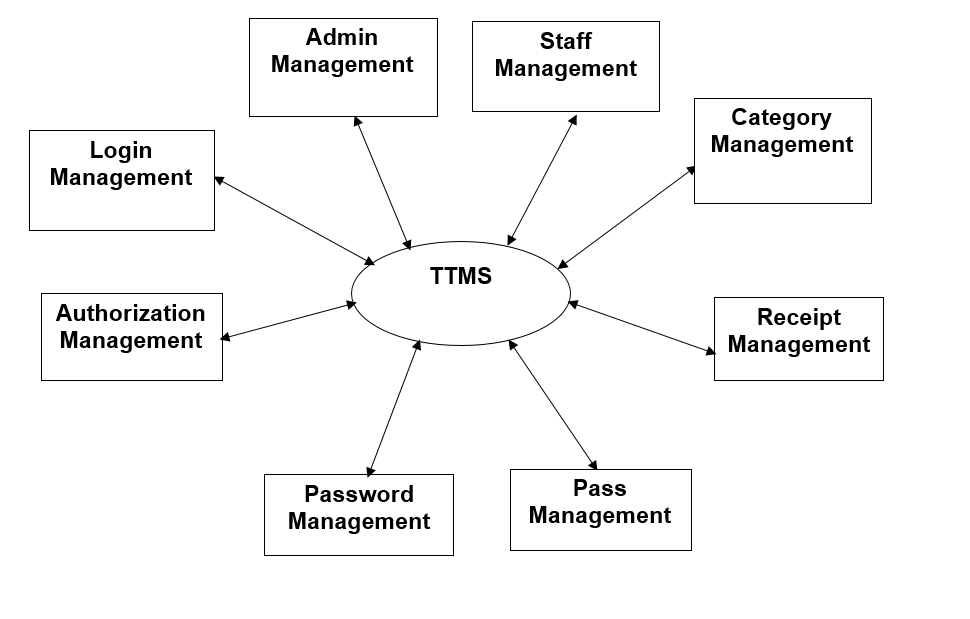 Admin
Management
Staff
Management
Category
Management
Login
Management
TTMS
Authorization
Management
Receipt
Management
Password
Management
Pass
Management